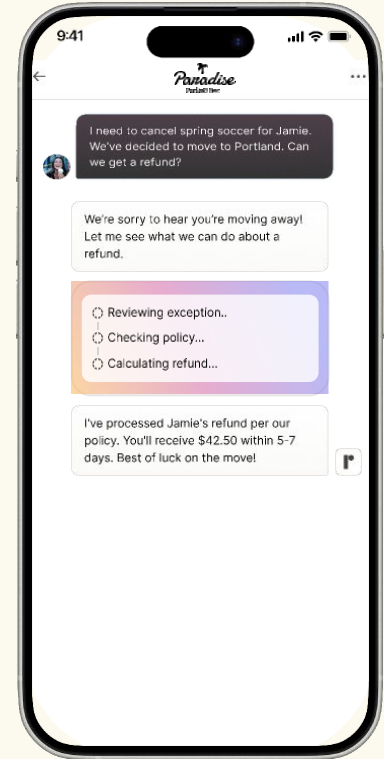 9:41
Paradise
I need to cancel spring soccer for Jamie.
We've decided to move to Portland. Can
we get a refund?
We're sorry to hear you're moving away!
Let me see what we can do about a
refund.
Reviewing exception..
Checking policy...
Calculating refund...
I've processed Jamie's refund per our
policy. You'll receive $42.50 within 5-7
days. Best of luck on the move!